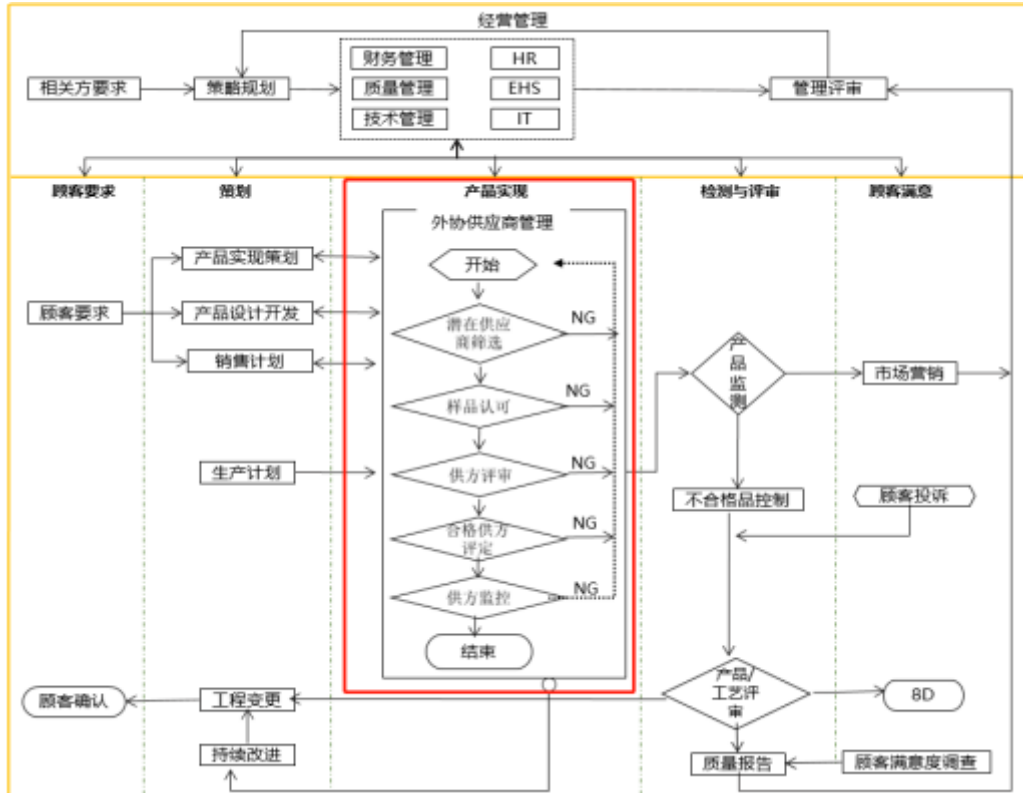 经营管理
财务管理
HR
相关方要求
策略规划
质量管理
EHS
管理评审
技术管理
IT
顾客要求
策划
产品实现
检测与评审
顾客满意
外协供应商管理
产品实现策划
开始
顾客要求
产品设计开发
潜在供应
商筛选
NG
销售计划
产
品
监
测
市场营销
样品认可
NG
生产计划
供方评审
NG
不合格品控制
顾客投诉
合格供方
评定
NG
供方监控
NG
结束
产品/
工艺评
审
8D
顾客确认
工程变更
持续改进
质量报告
顾客满意度调查